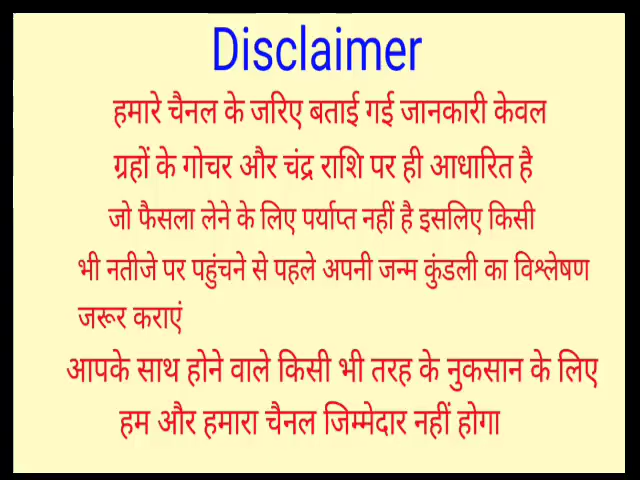 Disclaimer
हमारे चैनल के जरिए बताई गई जानकारी केवल
ग्रहों के गोचर और चंद्र राशि पर ही आधारित है
जो फैसला लेने के लिए पर्याप्त नहीं है इसलिए किसी
भी नतीजे पर पहुंचने से पहले अपनी जन्म कुंडली का विश्लेषण
जरूर कराएं
आपके साथ होने वाले किसी भी तरह के नुकसान के लिए
हम और हमारा चैनल जिम्मेदार नहीं होगा